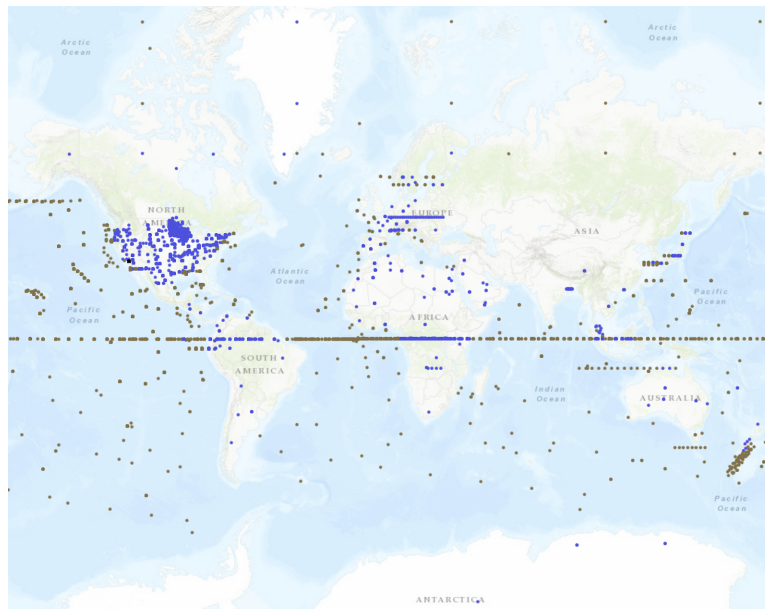 Arctic
Ocean
Arctic
Ocean
NORTH
AMERICA
EUROPE
ASIA
Atlantic
Ocean
Pacific
Ocean
Pacific
Ocean
AFRICA
SOUTH
AMERICA
Indian
Ocean
AUSTRALIA
Pacific
Ocean
ANTARCTICA